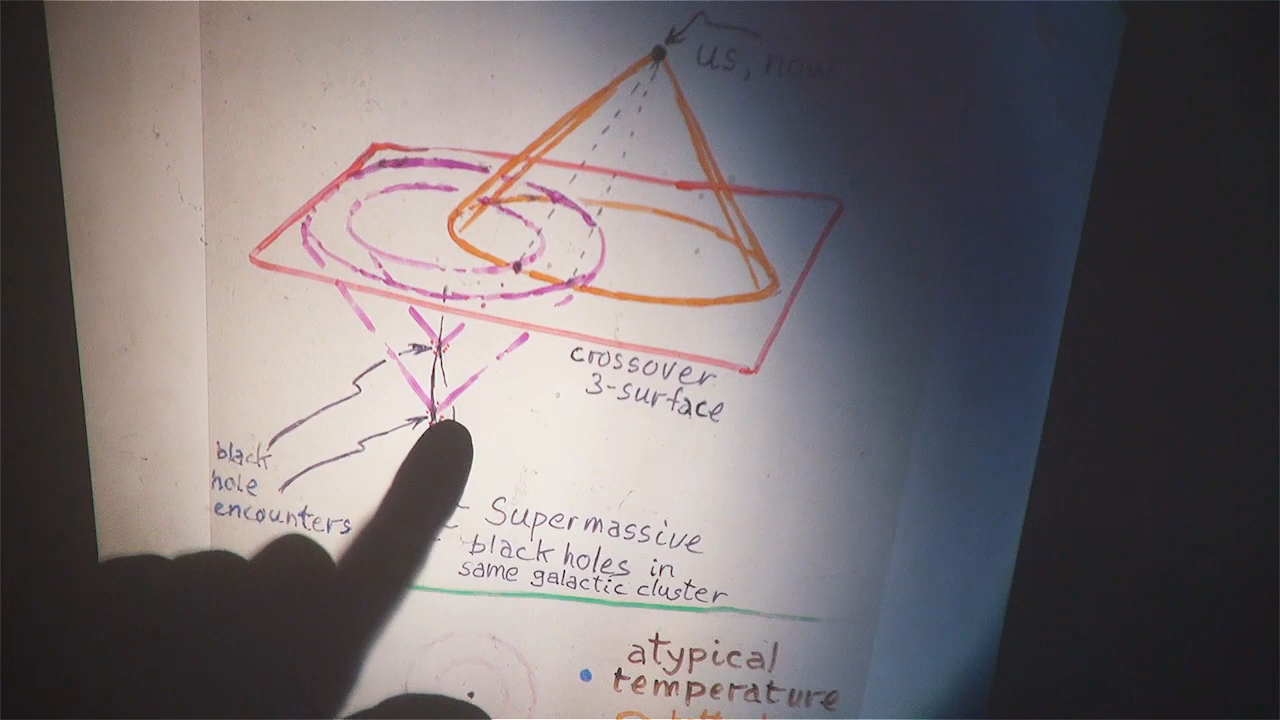 us, now
crossover
3-surface
black
hole
encounters
Supermassive
black holes in
same galactic cluster
atypical
temperature